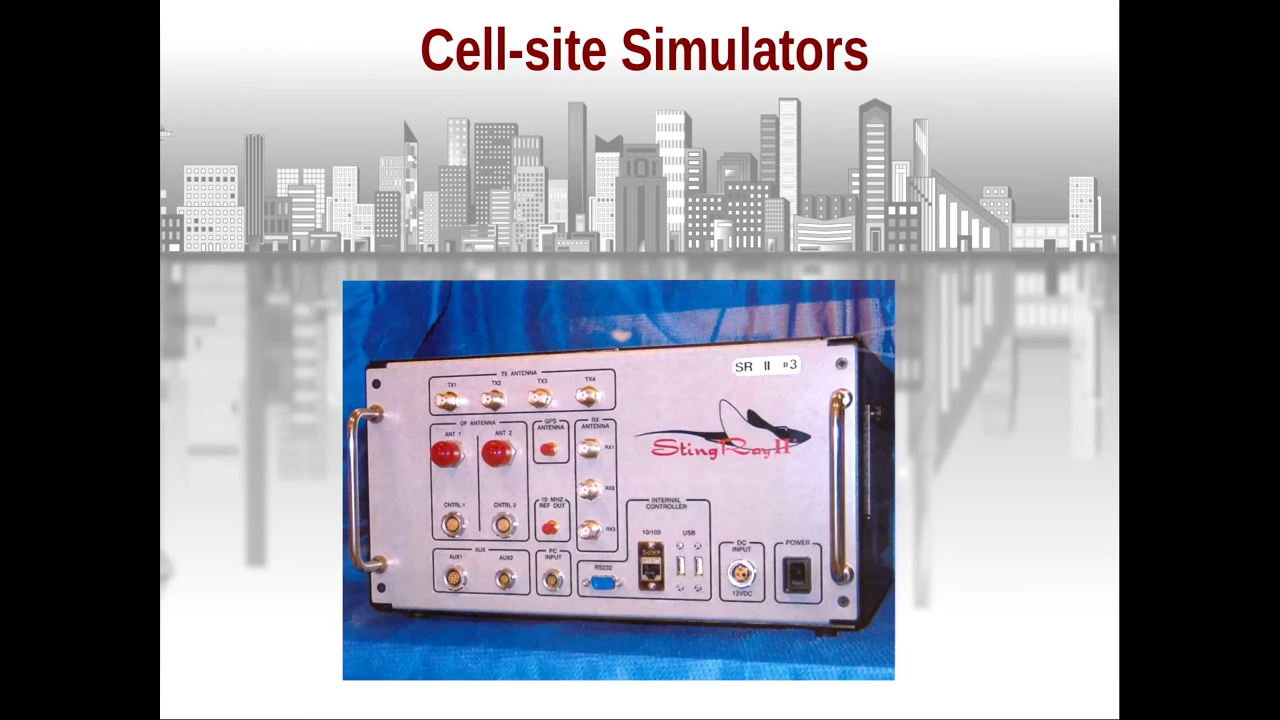 Cell-site Simulators
SR II #3
TX ANTENNA
TX1 TX2 TX3 TX4
DF ANTENNA
ANT 1 ANT 2
CNTRL 1 CNTRL 2
GPS
ANTENNA
RX
ANTENNA
RX1
RX2
RX3
StingRay II
10 MHZ
REF OUT
INTERNAL
CONTROLLER
10/100 USB
AUX
AUX1 AUX2
PC
INPUT
RS232
DC
INPUT
12VDC
POWER